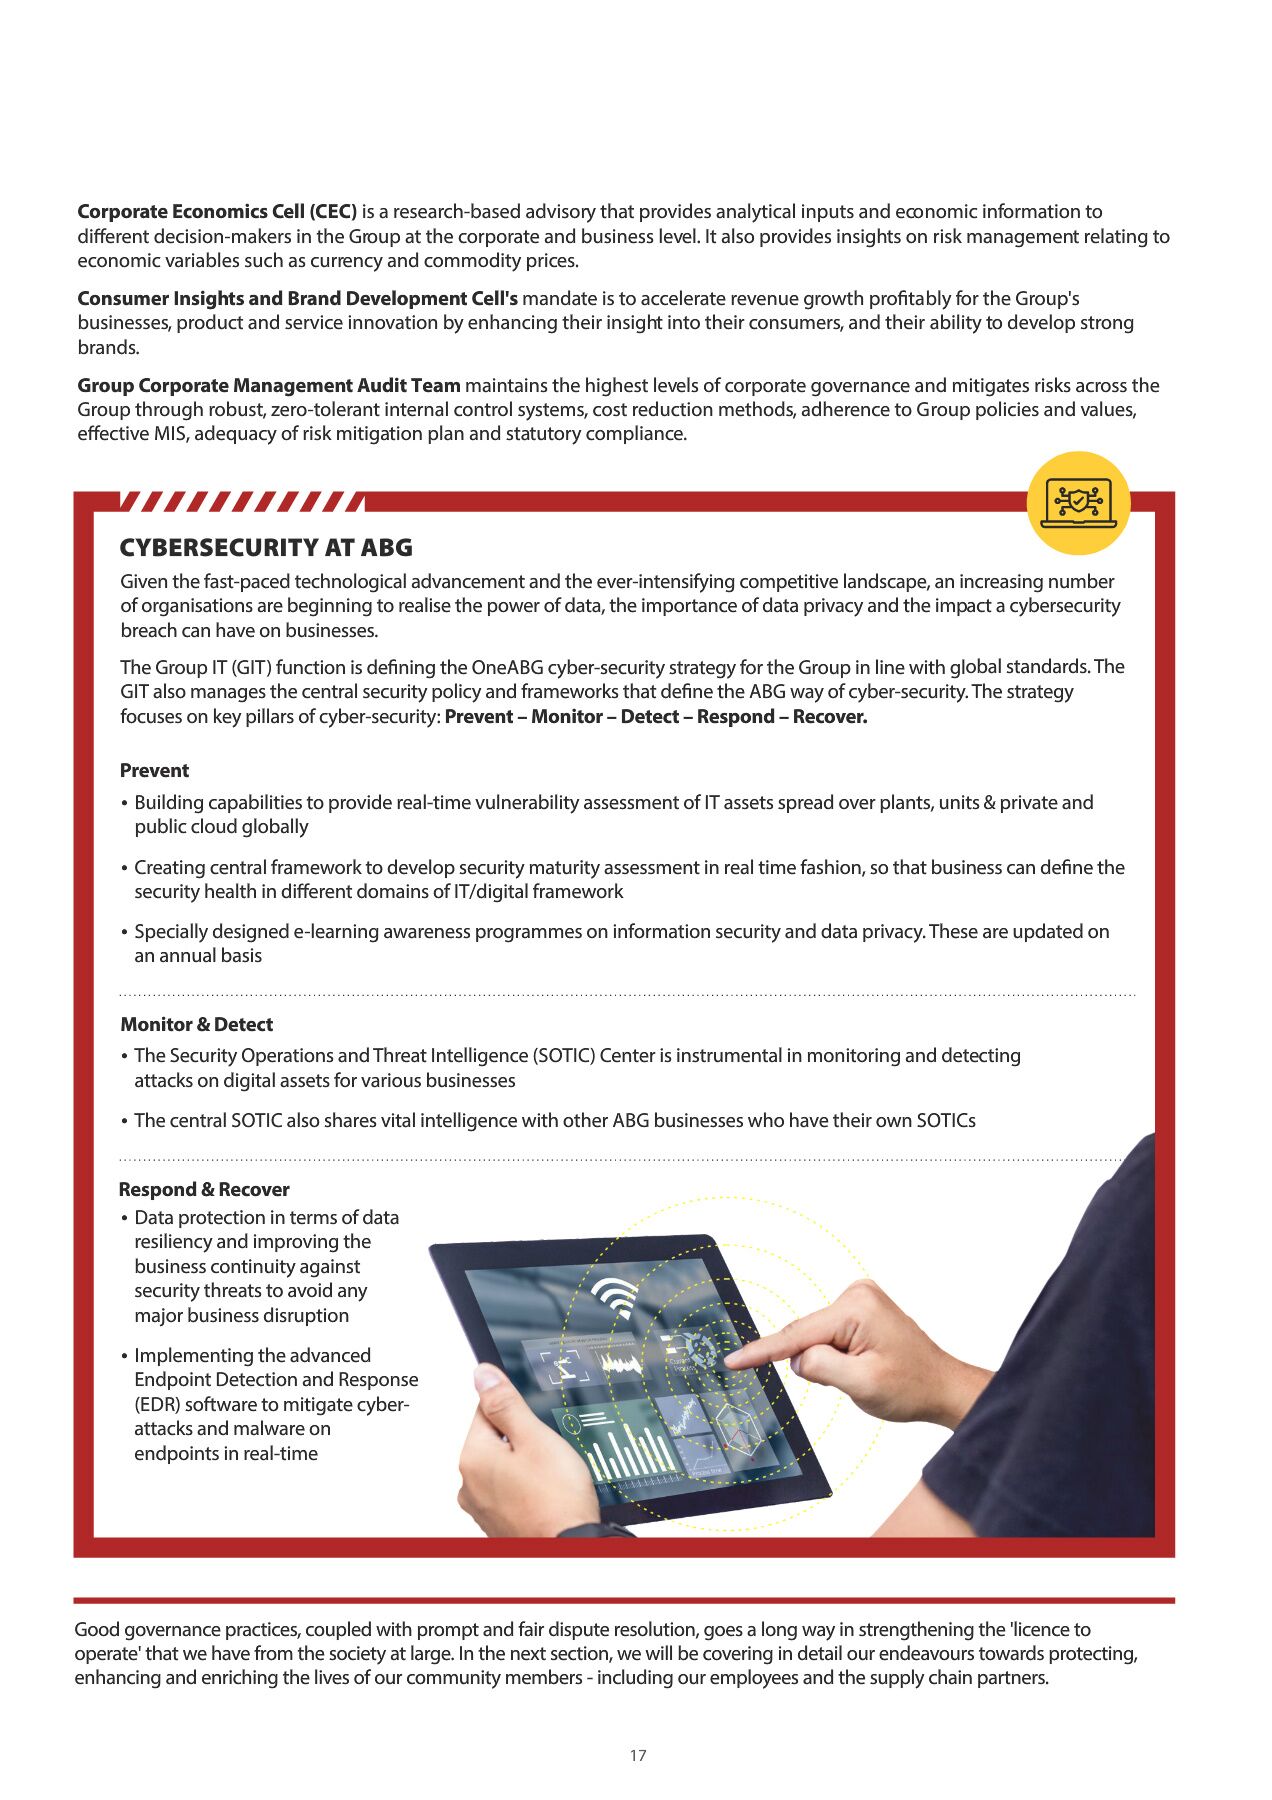 Corporate Economics Cell (CEC) is a research-based advisory that provides analytical inputs and economic information to
different decision-makers in the Group at the corporate and business level. It also provides insights on risk management relating to
economic variables such as currency and commodity prices.
Consumer Insights and Brand Development Cell's mandate is to accelerate revenue growth profitably for the Group's
businesses, product and service innovation by enhancing their insight into their consumers, and their ability to develop strong
brands.
Group Corporate Management Audit Team maintains the highest levels of corporate governance and mitigates risks across the
Group through robust, zero-tolerant internal control systems, cost reduction methods, adherence to Group policies and values,
effective MIS, adequacy of risk mitigation plan and statutory compliance.
CYBERSECURITY AT ABG
Given the fast-paced technological advancement and the ever-intensifying competitive landscape, an increasing number
of organisations are beginning to realise the power of data, the importance of data privacy and the impact a cybersecurity
breach can have on businesses.
The Group IT (GIT) function is defining the OneABG cyber-security strategy for the Group in line with global standards. The
GIT also manages the central security policy and frameworks that define the ABG way of cyber-security. The strategy
focuses on key pillars of cyber-security: Prevent – Monitor – Detect – Respond – Recover.
Prevent
• Building capabilities to provide real-time vulnerability assessment of IT assets spread over plants, units & private and
public cloud globally
• Creating central framework to develop security maturity assessment in real time fashion, so that business can define the
security health in different domains of IT/digital framework
• Specially designed e-learning awareness programmes on information security and data privacy. These are updated on
an annual basis
Monitor & Detect
• The Security Operations and Threat Intelligence (SOTIC) Center is instrumental in monitoring and detecting
attacks on digital assets for various businesses
• The central SOTIC also shares vital intelligence with other ABG businesses who have their own SOTICs
Respond & Recover
• Data protection in terms of data
resiliency and improving the
business continuity against
security threats to avoid any
major business disruption
• Implementing the advanced
Endpoint Detection and Response
(EDR) software to mitigate cyber-
attacks and malware on
endpoints in real-time
Good governance practices, coupled with prompt and fair dispute resolution, goes a long way in strengthening the 'licence to
operate' that we have from the society at large. In the next section, we will be covering in detail our endeavours towards protecting,
enhancing and enriching the lives of our community members - including our employees and the supply chain partners.
17